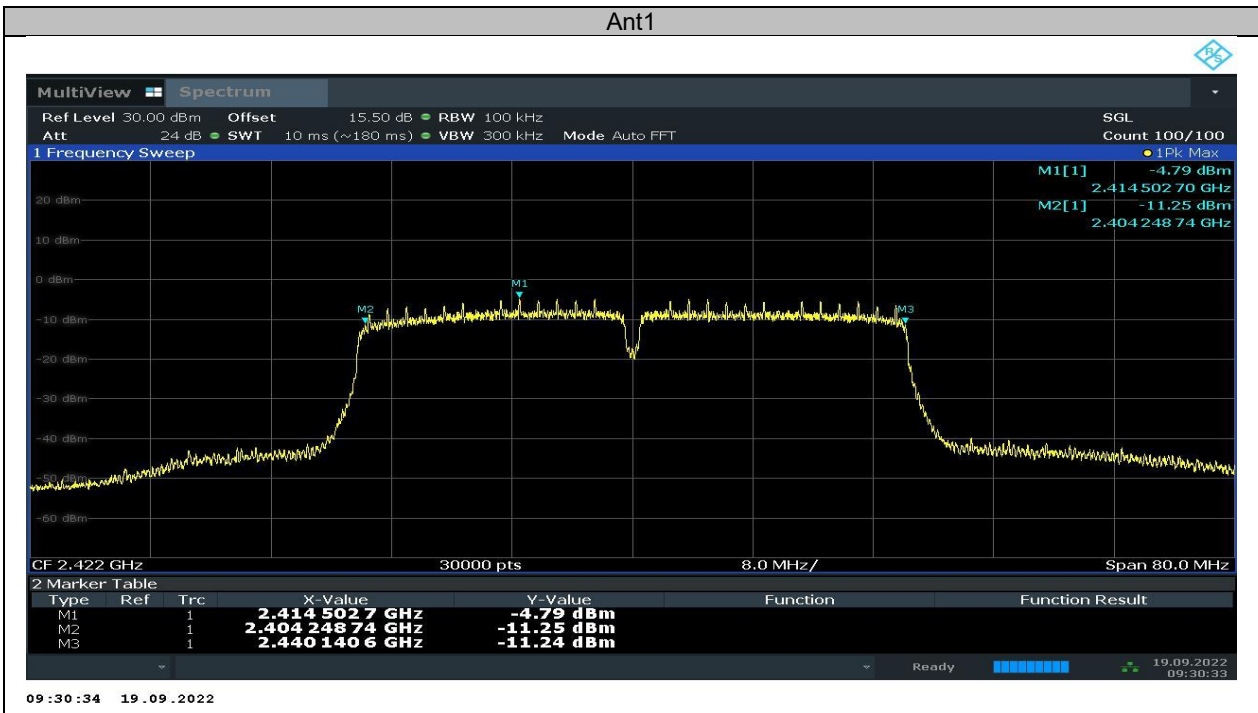 Ant1
R&S
MultiView Spectrum
Ref Level 30.00 dBm Offset 15.50 dB RBW 100 kHz SGL
Att 24 dB SWT 10 ms (~180 ms) VBW 300 kHz Mode Auto FFT Count 100/100
1 Frequency Sweep 1Pk Max
M1[1] -4.79 dBm
2.414 502 70 GHz
20 dBm
M2[1] -11.25 dBm
2.404 248 74 GHz
10 dBm
0 dBm
M1
M2 M3
-10 dBm
-20 dBm
-30 dBm
-40 dBm
-50 dBm
-60 dBm
CF 2.422 GHz 30000 pts 8.0 MHz/ Span 80.0 MHz
2 Marker Table
Type Ref Trc X-Value Y-Value Function Function Result
M1 1 2.414 502 7 GHz -4.79 dBm
M2 1 2.404 248 74 GHz -11.25 dBm
M3 1 2.440 140 6 GHz -11.24 dBm
Ready 19.09.2022
09:30:33
09:30:34 19.09.2022